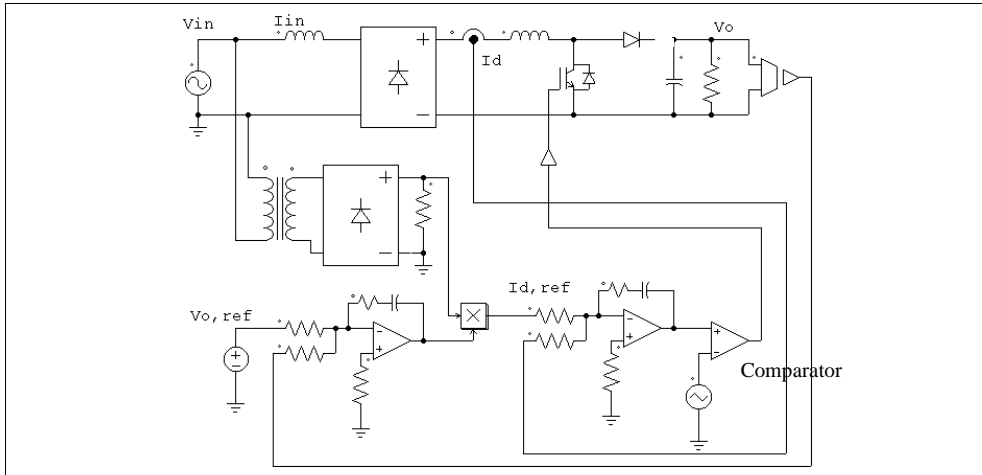 Vin
Iin
Id
Vo
Vo,ref
Id,ref
Comparator